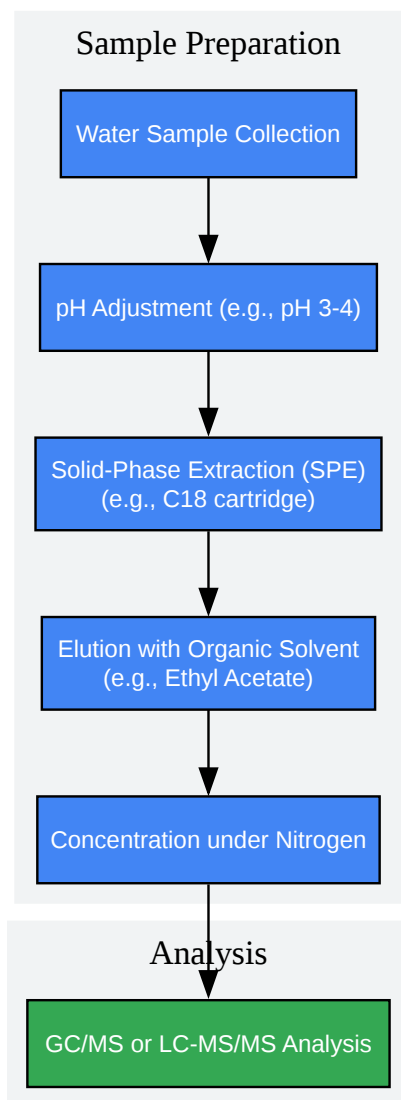 Sample Preparation
Water Sample Collection
pH Adjustment (e.g., pH 3-4)
Solid-Phase Extraction (SPE)
(e.g., C18 cartridge)
Elution with Organic Solvent
(e.g., Ethyl Acetate)
Concentration under Nitrogen
Analysis
GC/MS or LC-MS/MS Analysis